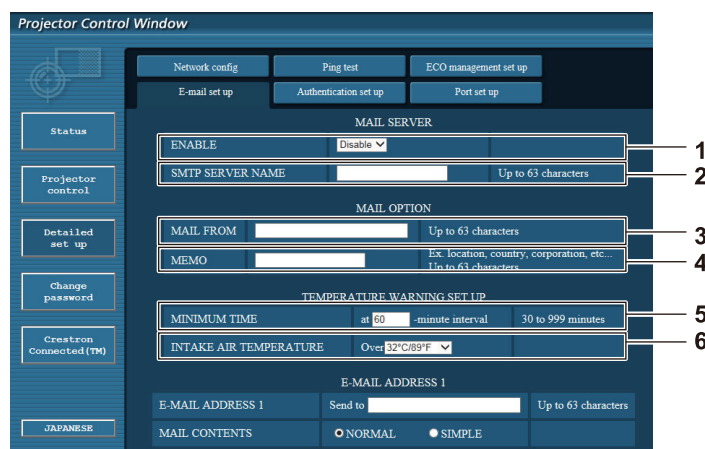 Projector Control Window
Network config
Ping test
ECO management set up
E-mail set up
Authentication set up
Port set up
Status
Projector
control
Detailed
set up
Change
password
Crestron
Connected(TM)
JAPANESE
MAIL SERVER
ENABLE Disable 1
SMTP SERVER NAME Up to 63 characters 2
MAIL OPTION
MAIL FROM Up to 63 characters 3
MEMO Ex. location, country, corporation, etc...
Up to 63 characters 4
TEMPERATURE WARNING SET UP
MINIMUM TIME at 60 -minute interval 30 to 999 minutes 5
INTAKE AIR TEMPERATURE Over 32°C/89°F 6
E-MAIL ADDRESS 1
E-MAIL ADDRESS 1 Send to Up to 63 characters
MAIL CONTENTS NORMAL SIMPLE